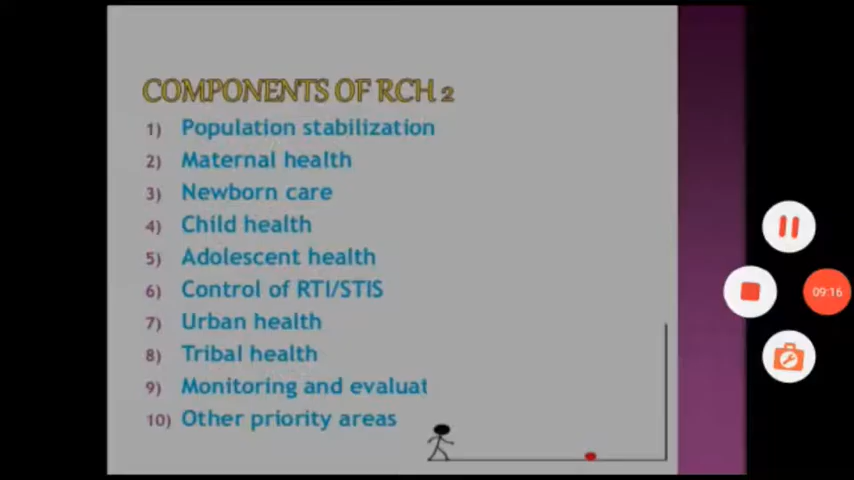 COMPONENTS OF RCH 2
1) Population stabilization
2) Maternal health
3) Newborn care
4) Child health
5) Adolescent health
6) Control of RTI/STIS
7) Urban health
8) Tribal health
9) Monitoring and evaluat
10) Other priority areas
09:16